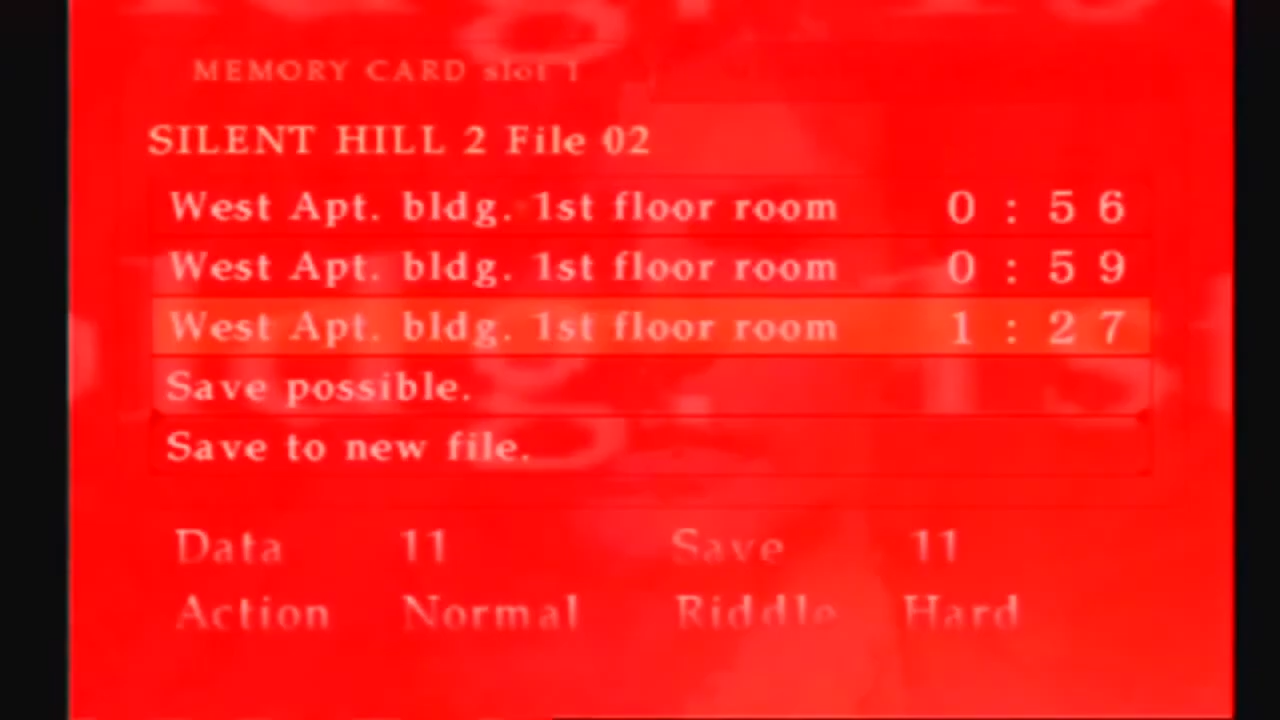 MEMORY CARD slot 1
SILENT HILL 2 File 02
West Apt. bldg. 1st floor room 0 : 5 6
West Apt. bldg. 1st floor room 0 : 5 9
West Apt. bldg. 1st floor room 1 : 2 7
Save possible.
Save to new file.
Data 11 Save 11
Action Normal Riddle Hard